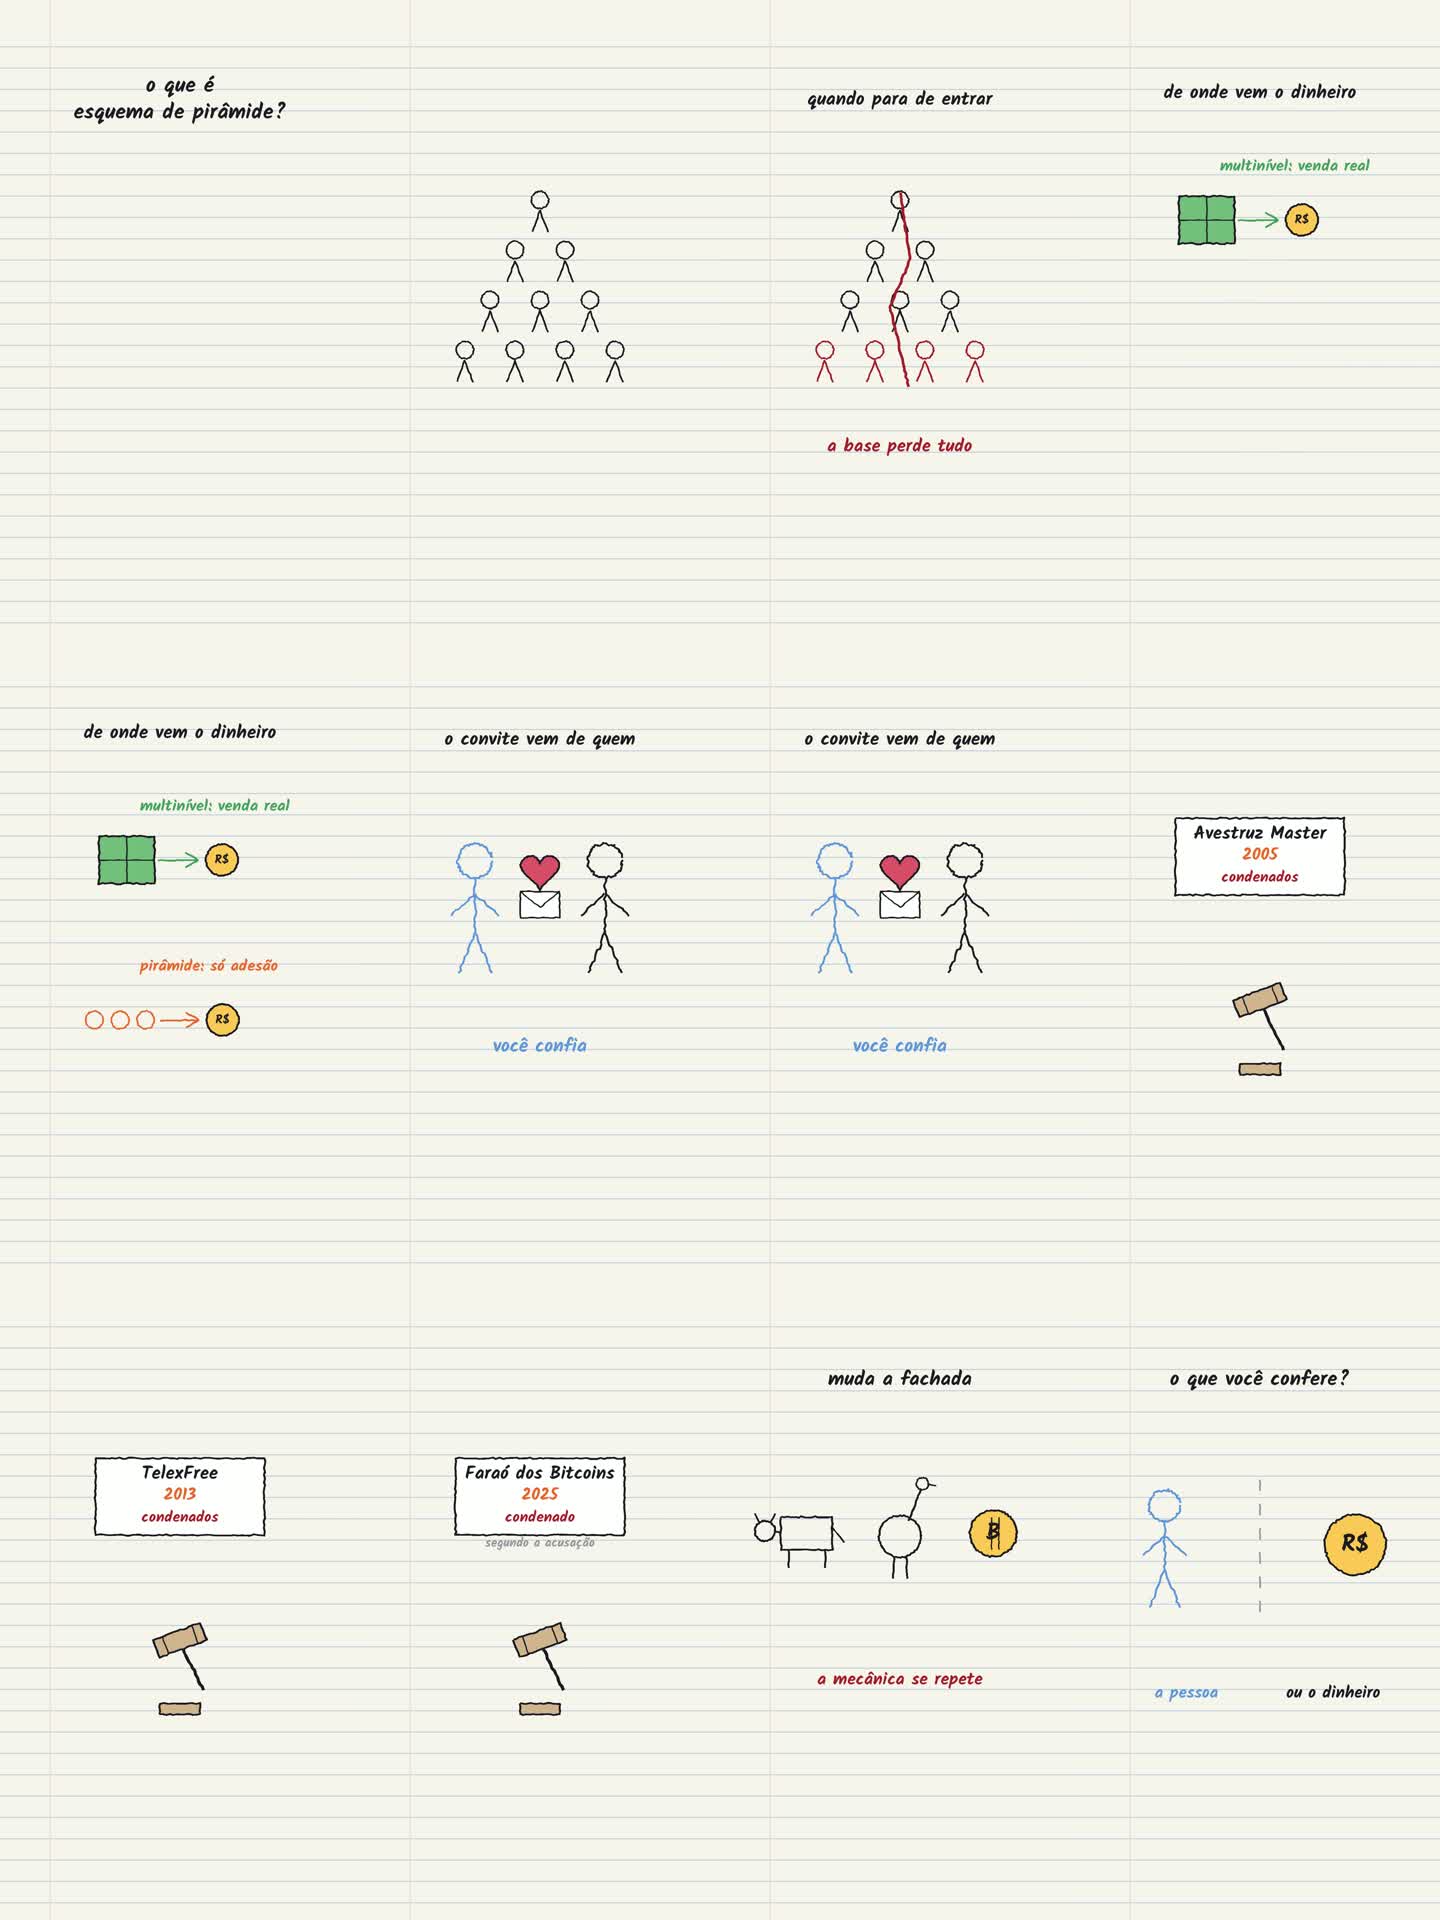 o que é
esquema de pirâmide?
quando para de entrar
a base perde tudo
de onde vem o dinheiro
multinível: venda real
R$
de onde vem o dinheiro
multinível: venda real
R$
pirâmide: só adesão
R$
o convite vem de quem
você confia
o convite vem de quem
você confia
Avestruz Master
2005
condenados
TelexFree
2013
condenados
Faraó dos Bitcoins
2025
condenado
segundo a acusação
muda a fachada
B
a mecânica se repete
o que você confere?
R$
a pessoa
ou o dinheiro